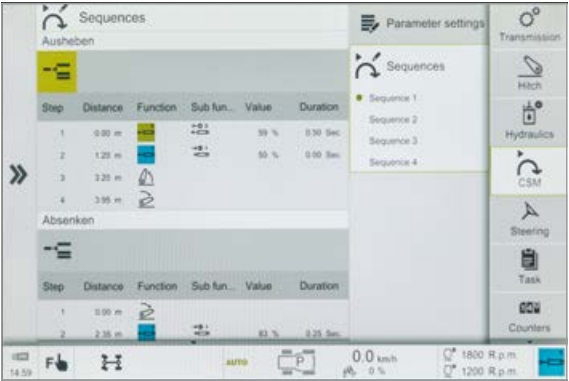 Sequences
Ausheben
Step Distance Function Sub fun... Value Duration
1 0.00 m 99 % 0.50 Sec.
2 1.20 m 50 % 0.90 Sec.
3 3.20 m
4 3.95 m
Absenken
Step Distance Function Sub fun... Value Duration
1 0.00 m
2 2.35 m 83 % 0.25 Sec.
Parameter settings
Sequences
Sequence 1
Sequence 2
Sequence 3
Sequence 4
Transmission
Hitch
Hydraulics
CSM
Steering
Task
Counters
14:59
F
AUTO
P
0.0 km/h
0 %
1800 R.p.m.
1200 R.p.m.